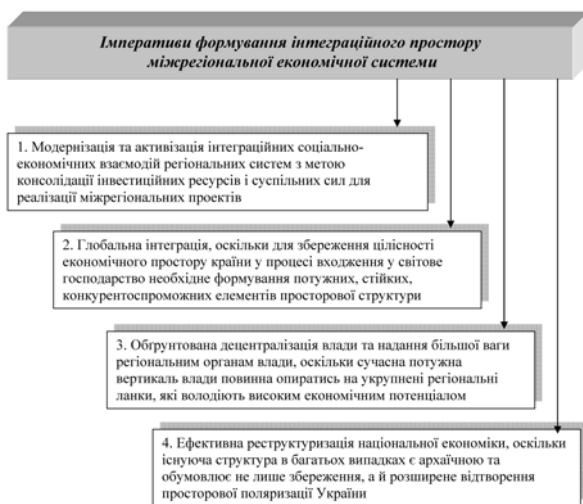 Імперативи формування інтеграційного простору
міжрегіональної економічної системи
1. Модернізація та активізація інтеграційних соціально-
економічних взаємодій регіональних систем з метою
консолідації інвестиційних ресурсів і суспільних сил для
реалізації міжрегіональних проектів
2. Глобальна інтеграція, оскільки для збереження цілісності
економічного простору країни у процесі входження у світове
господарство необхідне формування потужних, стійких,
конкурентоспроможних елементів просторової структури
3. Обґрунтована децентралізація влади та надання більшої ваги
регіональним органам влади, оскільки сучасна потужна
вертикаль влади повинна опиратись на укрупнені регіональні
ланки, які володіють високим економічним потенціалом
4. Ефективна реструктуризація національної економіки, оскільки
існуюча структура в багатьох випадках є архаїчною та
обумовлює не лише збереження, а й розширене відтворення
просторової поляризації України